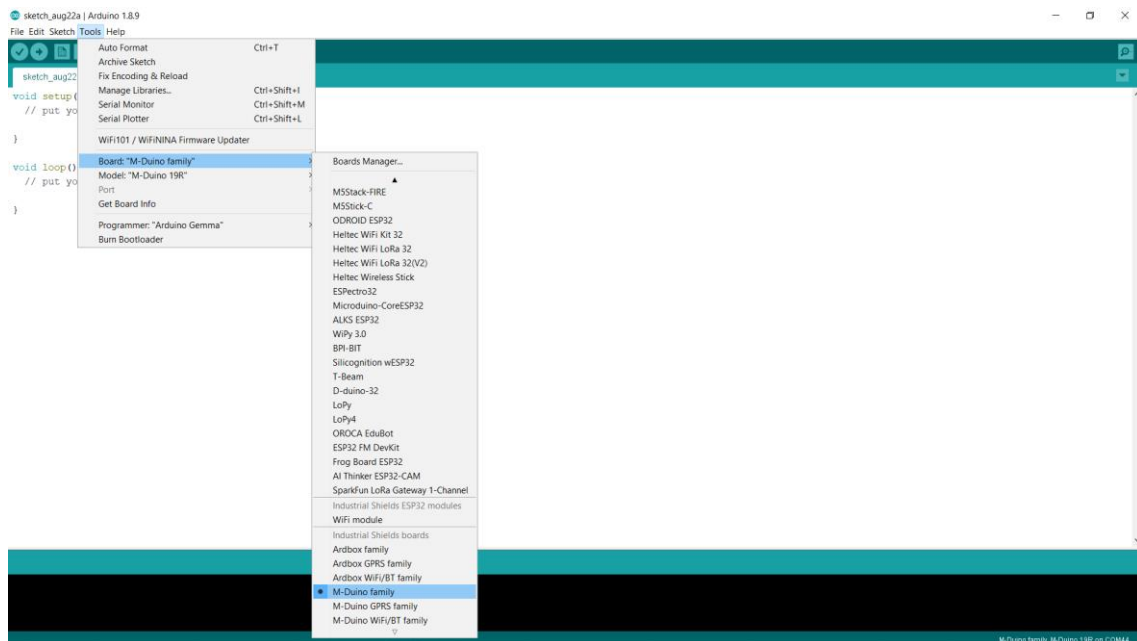 sketch_aug22a | Arduino 1.8.9
File Edit Sketch Tools Help
sketch_aug22
void setup(
// put yo
}
void loop()
// put yo
}
Auto Format Ctrl+T
Archive Sketch
Fix Encoding & Reload
Manage Libraries... Ctrl+Shift+I
Serial Monitor Ctrl+Shift+M
Serial Plotter Ctrl+Shift+L
WiFi101 / WiFiNINA Firmware Updater
Board: "M-Duino family"
Model: "M-Duino 19R"
Port
Get Board Info
Programmer: "Arduino Gemma"
Burn Bootloader
Boards Manager...
M5Stack-FIRE
M5Stick-C
ODROID ESP32
Heltec WiFi Kit 32
Heltec WiFi LoRa 32
Heltec WiFi LoRa 32(V2)
Heltec Wireless Stick
ESPectro32
Microduino-CoreESP32
ALKS ESP32
WiPy 3.0
BPI-BIT
Silicognition wESP32
T-Beam
D-duino-32
LoPy
LoPy4
OROCA EduBot
ESP32 FM DevKit
Frog Board ESP32
AI Thinker ESP32-CAM
SparkFun LoRa Gateway 1-Channel
Industrial Shields ESP32 modules
WiFi module
Industrial Shields boards
Ardbox family
Ardbox GPRS family
Ardbox WiFi/BT family
M-Duino family
M-Duino GPRS family
M-Duino WiFi/BT family
M-Duino family, M-Duino 19R on COM44